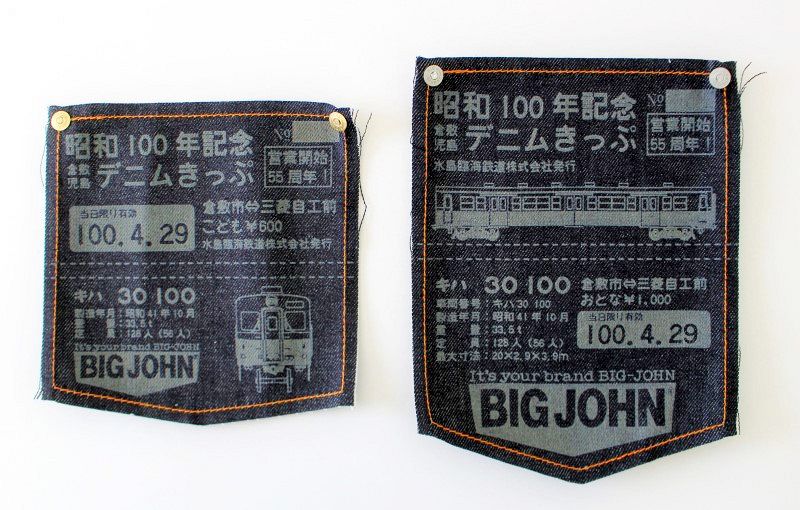 昭和100年記念 No
倉敷児島 デニムきっぷ 営業開始55周年!
当日限り有効
100.4.29
倉敷市⇔三菱自工前
こども¥600
水島臨海鉄道株式会社発行
キハ 30 100
製造年月:昭和41年10月
重 量:33.5t
定 員:128人(56人)
It's your brand BIG-JOHN
BIG JOHN
昭和100年記念 No
倉敷児島 デニムきっぷ 営業開始55周年!
水島臨海鉄道株式会社発行
キハ 30 100
車両番号:キハ30 100
製造年月:昭和41年10月
重 量:33.5t
定 員:128人(56人)
最大寸法:20×2.9×3.9m
倉敷市⇔三菱自工前
おとな¥1,000
当日限り有効
100.4.29
It's your brand BIG-JOHN
BIG JOHN